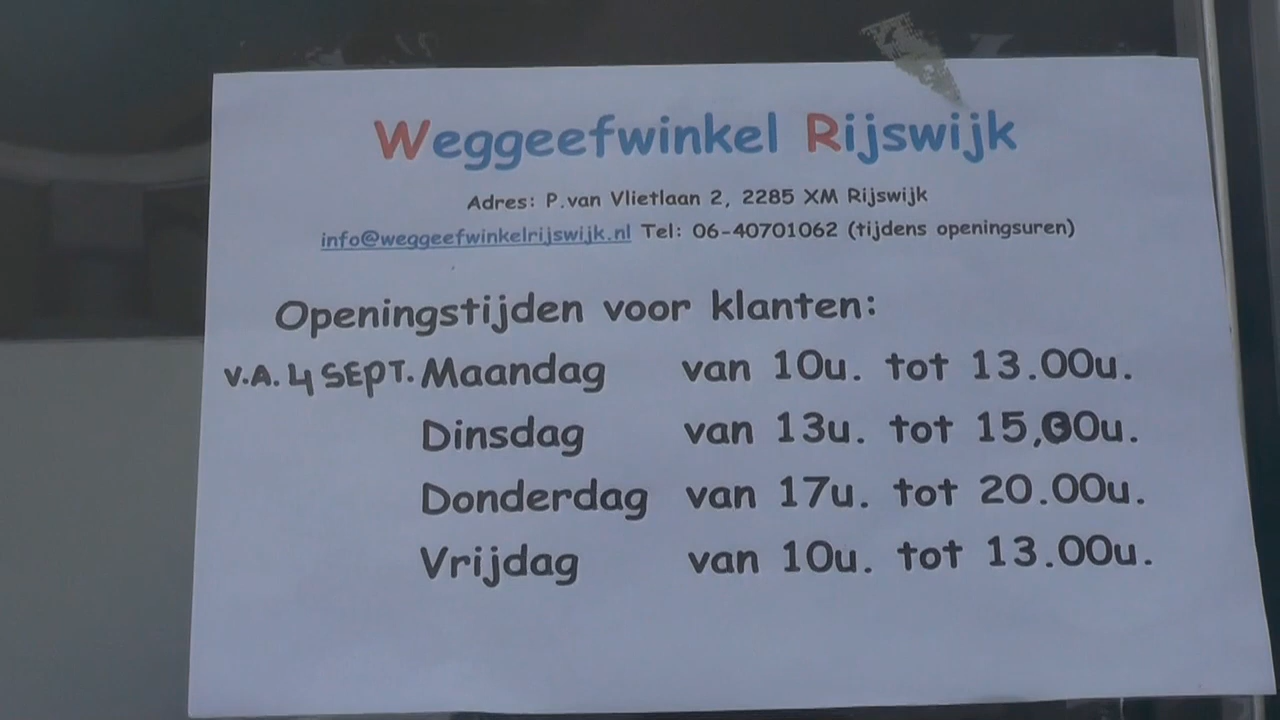 Weggeefwinkel Rijswijk
Adres: P.van Vlietlaan 2, 2285 XM Rijswijk
info@weggeefwinkelrijswijk.nl Tel: 06-40701062 (tijdens openingsuren)
Openingstijden voor klanten:
V.A. 4 SEPT. Maandag van 10u. tot 13.00u.
Dinsdag van 13u. tot 15,00u.
Donderdag van 17u. tot 20.00u.
Vrijdag van 10u. tot 13.00u.